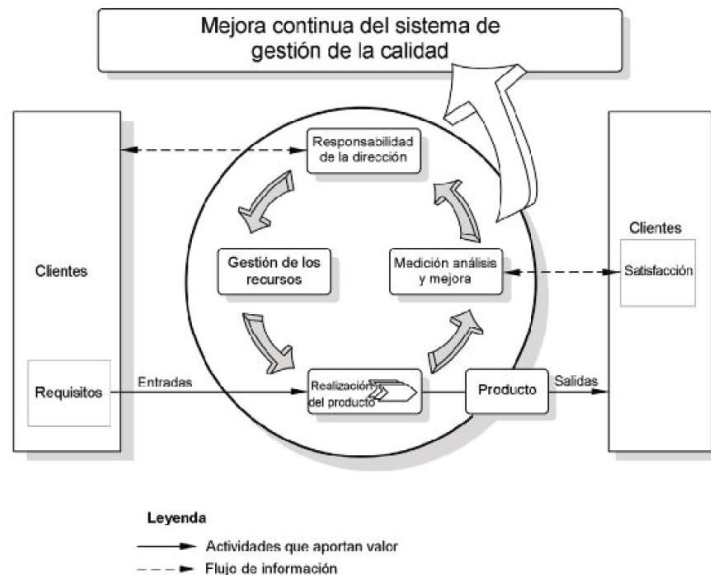 Mejora continua del sistema de
gestión de la calidad
Responsabilidad
de la dirección
Clientes
Gestión de los
recursos
Medición análisis
y mejora
Clientes
Satisfacción
Requisitos
Entradas
Realización
del producto
Producto
Salidas
Leyenda
Actividades que aportan valor
Flujo de información